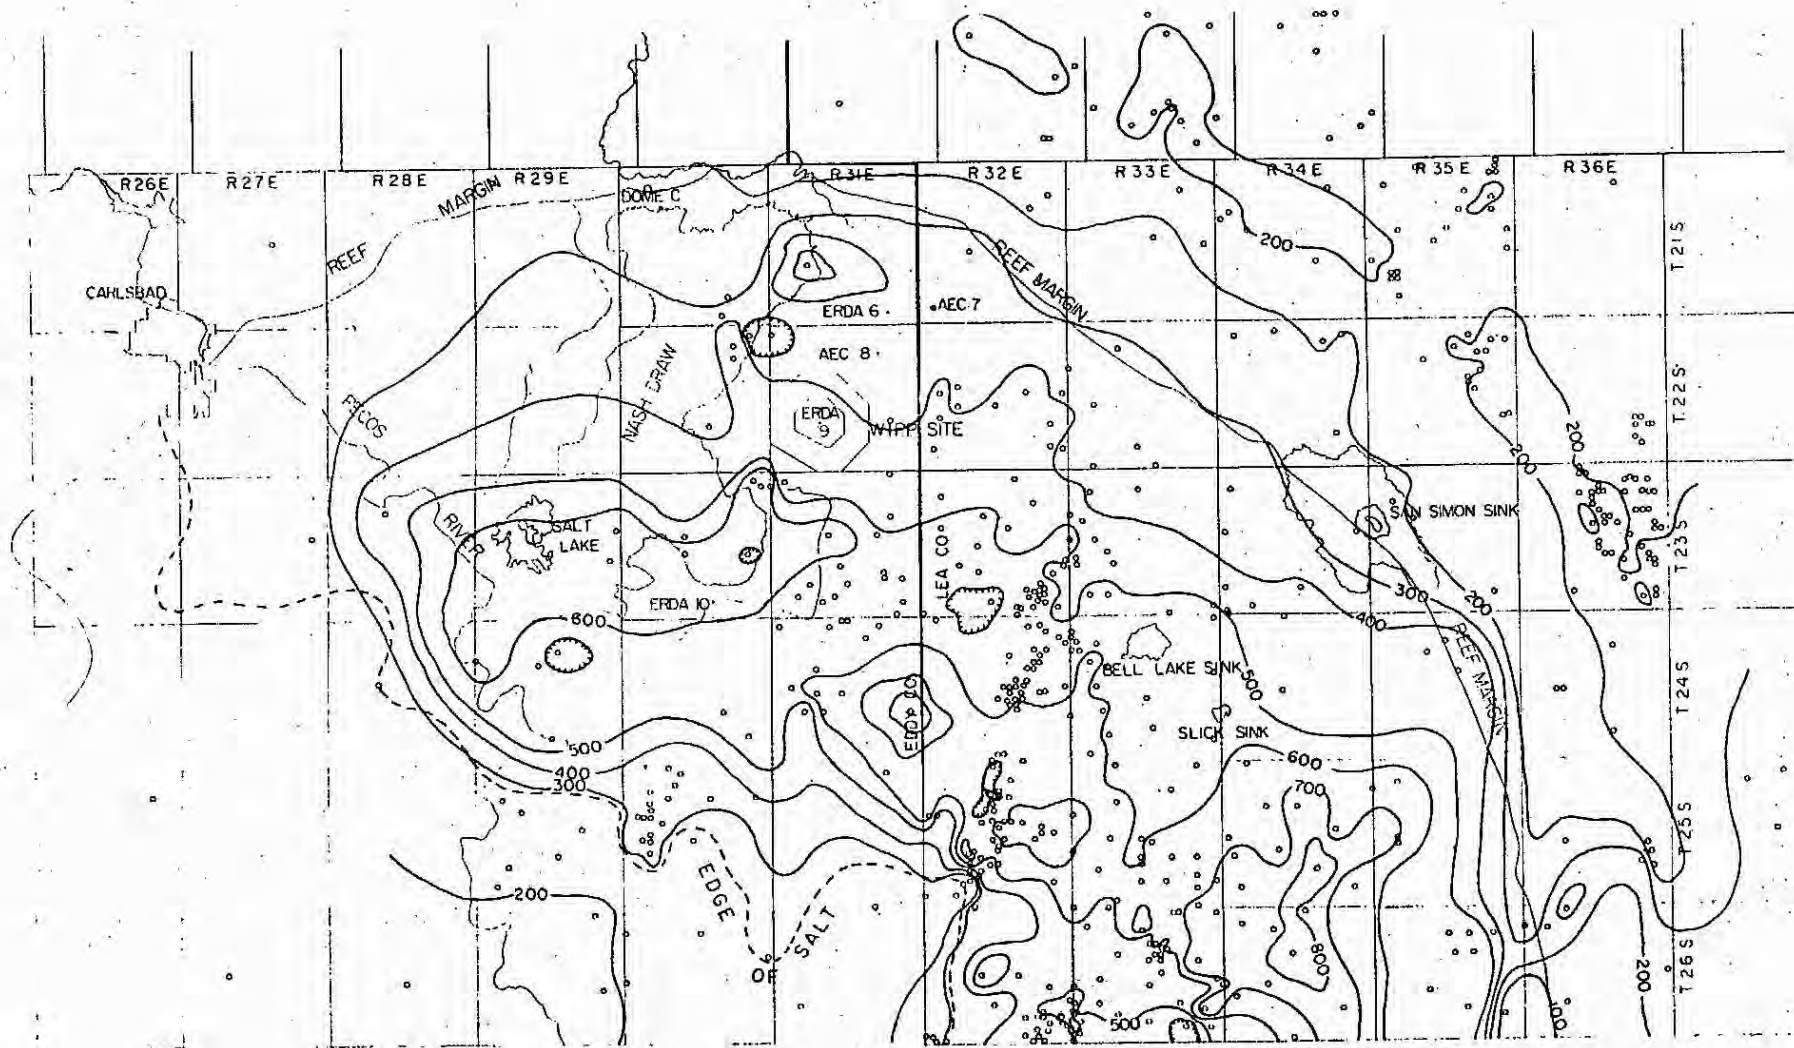 R26E R27E R28E R29E R31E R32E R33E R34E R35E R36E
DOME C
MARGIN
REEF
T21S
200
REEF MARGIN
CARLSBAD
ERDA 6
AEC 7
AEC 8
NASH DRAW
PECOS
T.22S
ERDA
9
WIPP SITE
200
200
RIVER
SALT
LAKE
SAN SIMON SINK
T23S
LEA CO.
ERDA 10
300
200
600
400
REEF MARGIN
BELL LAKE SINK
500
T24S
EDDY CO.
SLICK SINK
500
400
300
600
700
T25S
EDGE
OF
SALT
200
800
T26S
200
500